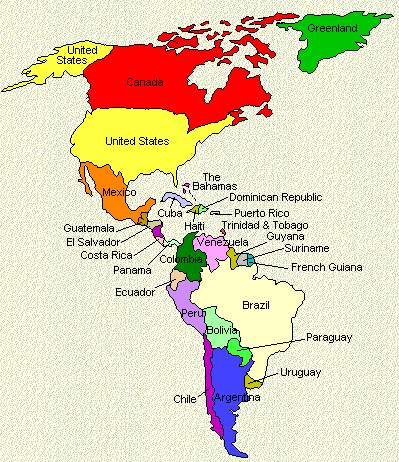 Greenland
United
States
Canada
United States
Mexico
The
Bahamas
Dominican Republic
Cuba
Puerto Rico
Haiti
Trinidad & Tobago
Guatemala
Guyana
El Salvador
Venezuela
Suriname
Costa Rica
Colombia
French Guiana
Panama
Ecuador
Brazil
Peru
Bolivia
Paraguay
Uruguay
Chile
Argentina